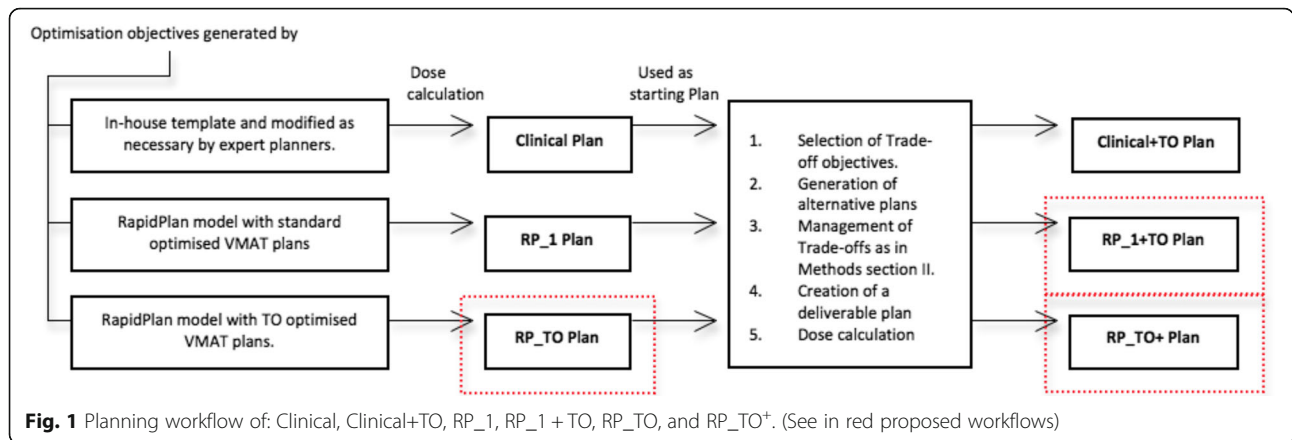 Optimisation objectives generated by
Dose
calculation
Used as
starting Plan
In-house template and modified as
necessary by expert planners.
Clinical Plan
RapidPlan model with standard
optimised VMAT plans
RP_1 Plan
RapidPlan model with TO optimised
VMAT plans.
RP_TO Plan
1. Selection of Trade-
off objectives.
2. Generation of
alternative plans
3. Management of
Trade-offs as in
Methods section II.
4. Creation of a
deliverable plan
5. Dose calculation
Clinical+TO Plan
RP_1+TO Plan
RP_TO+ Plan
Fig. 1 Planning workflow of: Clinical, Clinical+TO, RP_1, RP_1 + TO, RP_TO, and RP_TO⁺. (See in red proposed workflows)